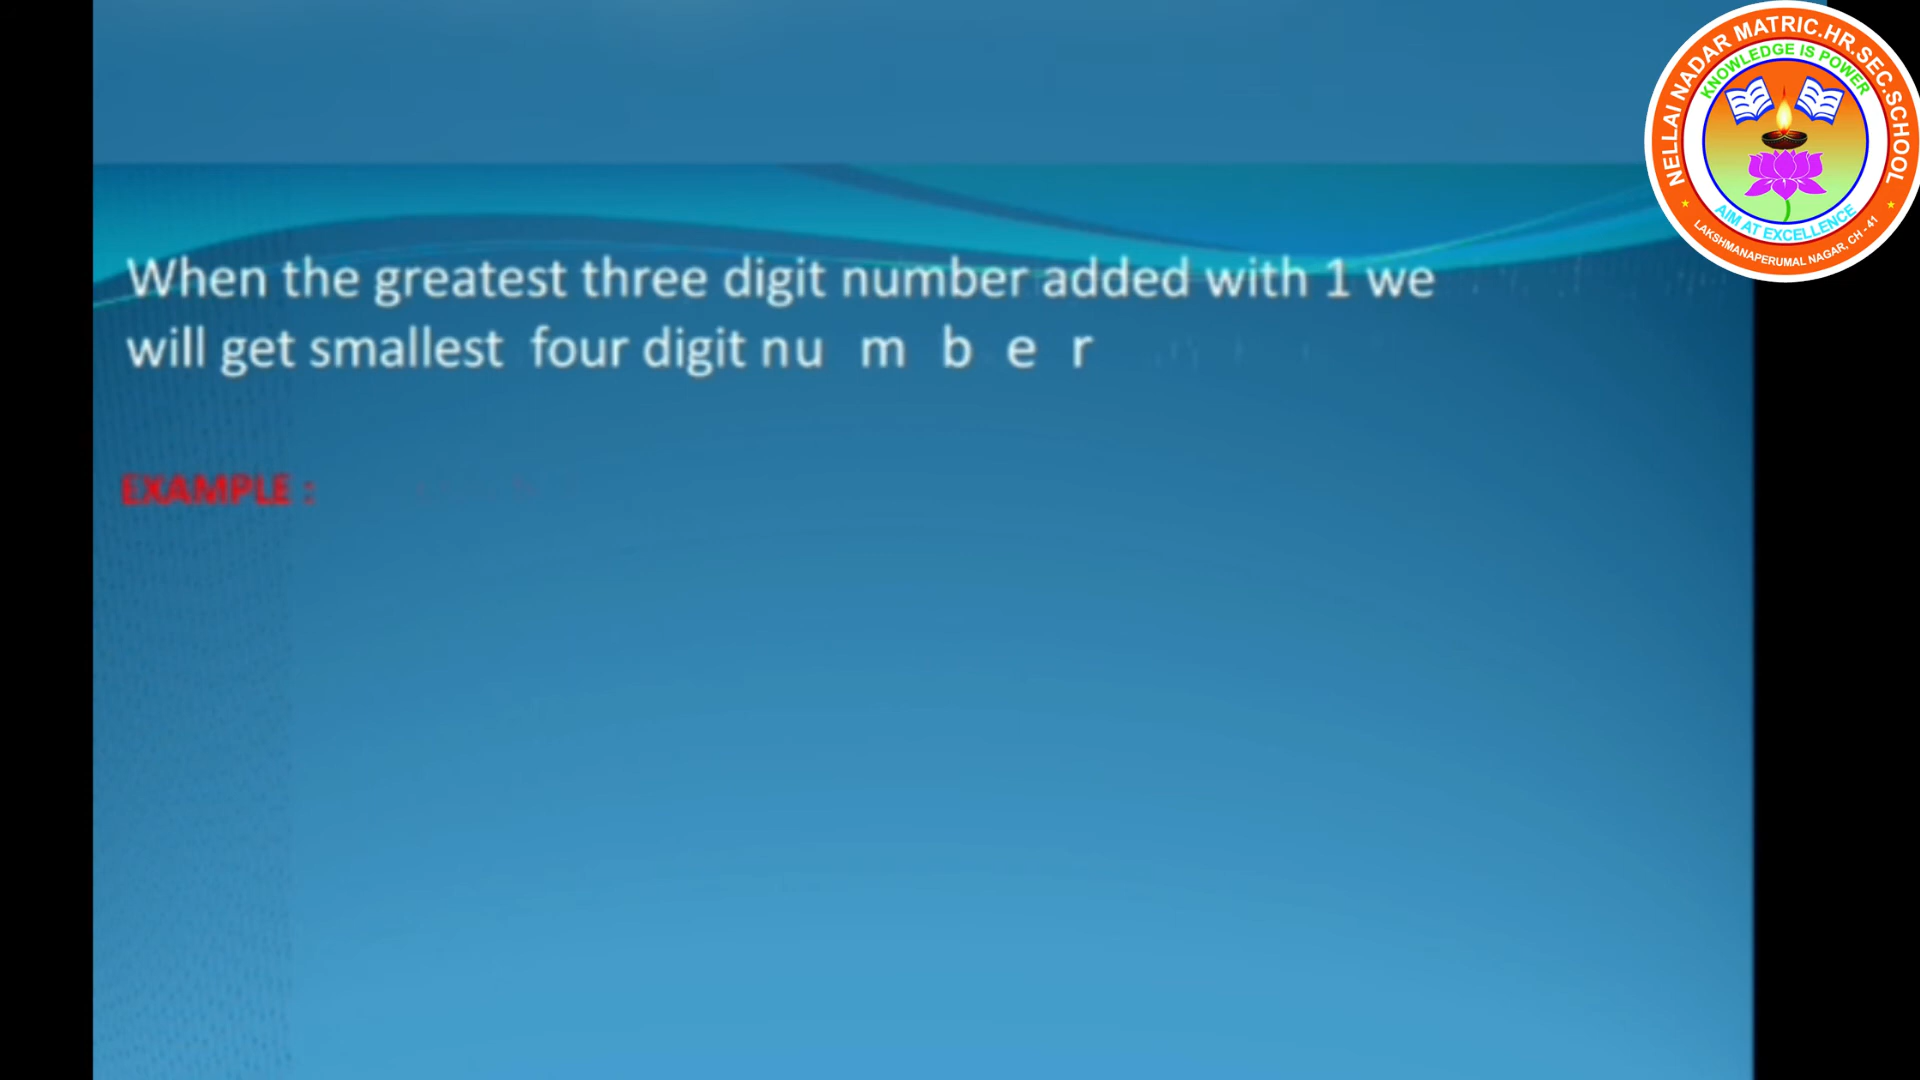 NELLAI NADAR MATRIC.HR.SEC.SCHOOL
KNOWLEDGE IS POWER
AIM AT EXCELLENCE
LAKSHMANAPERUMAL NAGAR, CH - 41
When the greatest three digit number added with 1 we
will get smallest four digit nu m b e r
EXAMPLE :